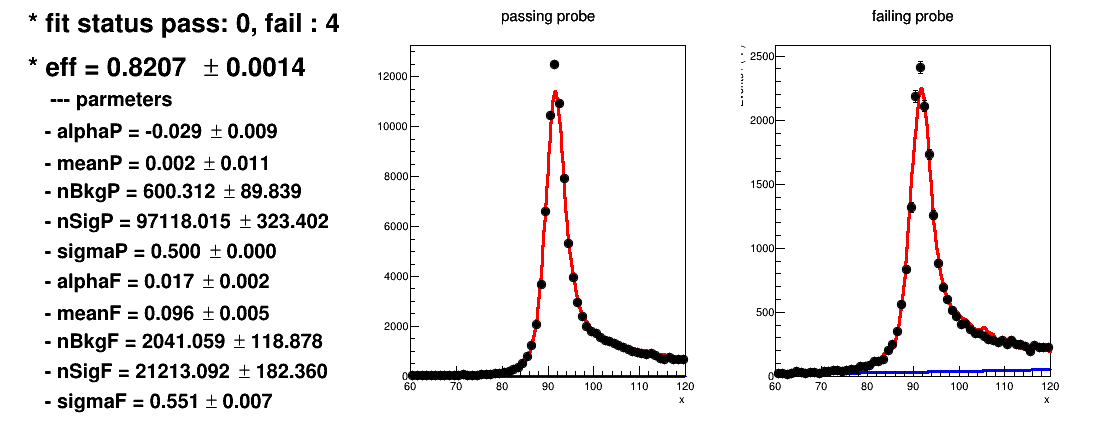 * fit status pass: 0, fail : 4
* eff = 0.8207 ± 0.0014
--- parmeters
- alphaP = -0.029 ± 0.009
- meanP = 0.002 ± 0.011
- nBkgP = 600.312 ± 89.839
- nSigP = 97118.015 ± 323.402
- sigmaP = 0.500 ± 0.000
- alphaF = 0.017 ± 0.002
- meanF = 0.096 ± 0.005
- nBkgF = 2041.059 ± 118.878
- nSigF = 21213.092 ± 182.360
- sigmaF = 0.551 ± 0.007
passing probe
12000
10000
8000
6000
4000
2000
0
60 70 80 90 100 110 120
x
failing probe
2500
2000
1500
1000
500
0
60 70 80 90 100 110 120
x